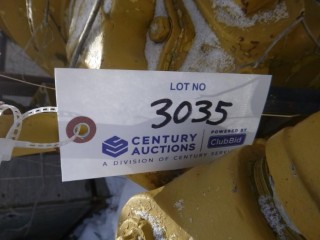 LOT NO
3035
CENTURY
AUCTIONS
POWERED BY
ClubBid
A DIVISION OF CENTURY